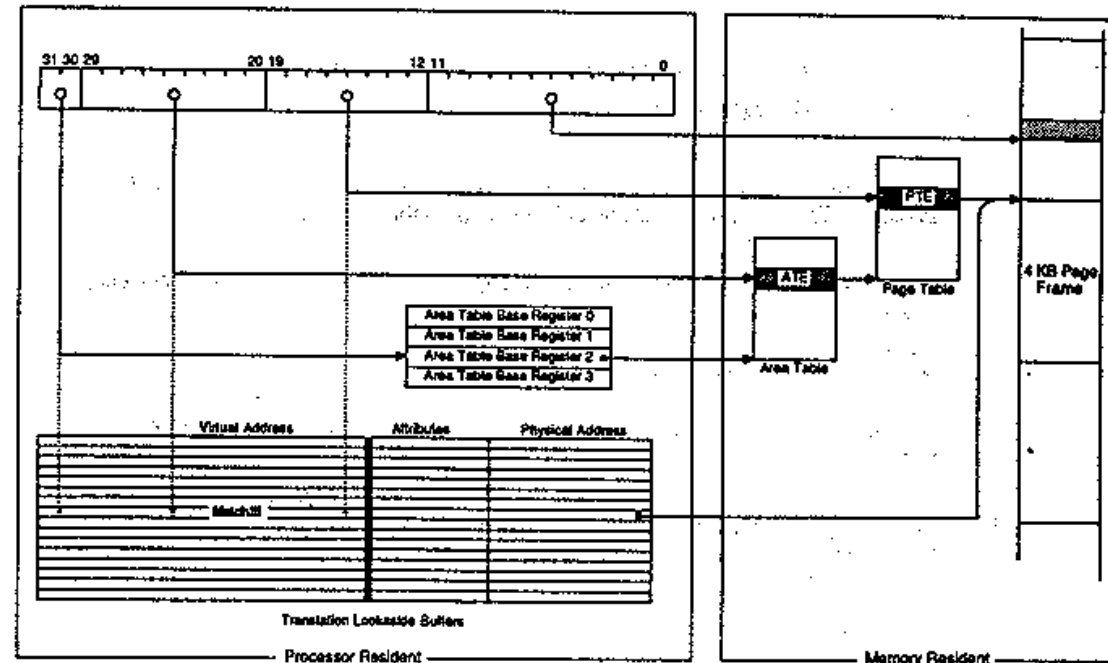 31 30 29 20 19 12 11 0
PTE
4 KB Page
Frame
Page Table
ATE
Area Table
Area Table Base Register 0
Area Table Base Register 1
Area Table Base Register 2
Area Table Base Register 3
Virtual Address Attributes Physical Address
Match!!!
Translation Lookaside Buffers
Processor Resident
Memory Resident